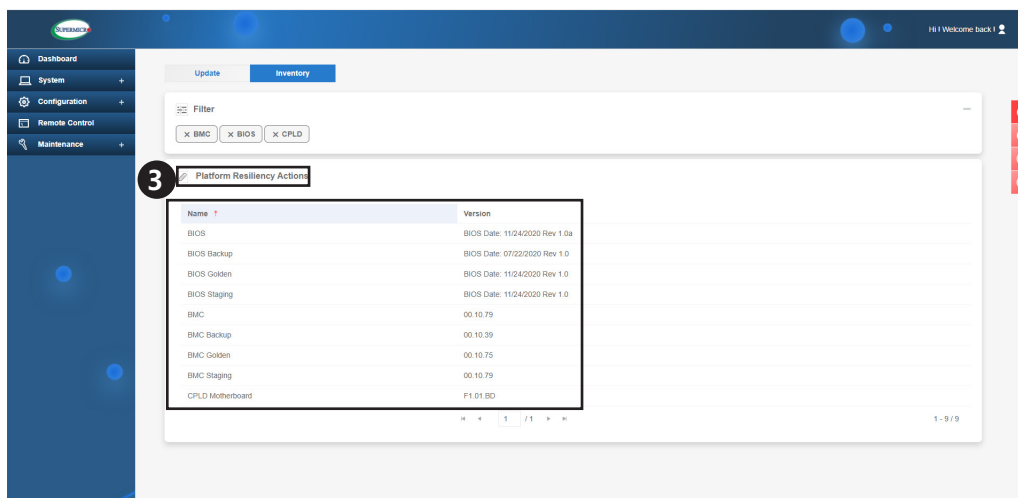 SUPERMICR
Hi ! Welcome back !
Dashboard
System +
Configuration +
Remote Control
Maintenance +
Update Inventory
Filter
× BMC × BIOS × CPLD
3 Platform Resiliency Actions
Name Version
BIOS BIOS Date: 11/24/2020 Rev 1.0a
BIOS Backup BIOS Date: 07/22/2020 Rev 1.0
BIOS Golden BIOS Date: 11/24/2020 Rev 1.0
BIOS Staging BIOS Date: 11/24/2020 Rev 1.0
BMC 00.10.79
BMC Backup 00.10.39
BMC Golden 00.10.75
BMC Staging 00.10.79
CPLD Motherboard F1.01.BD
1 / 1
1 - 9 / 9